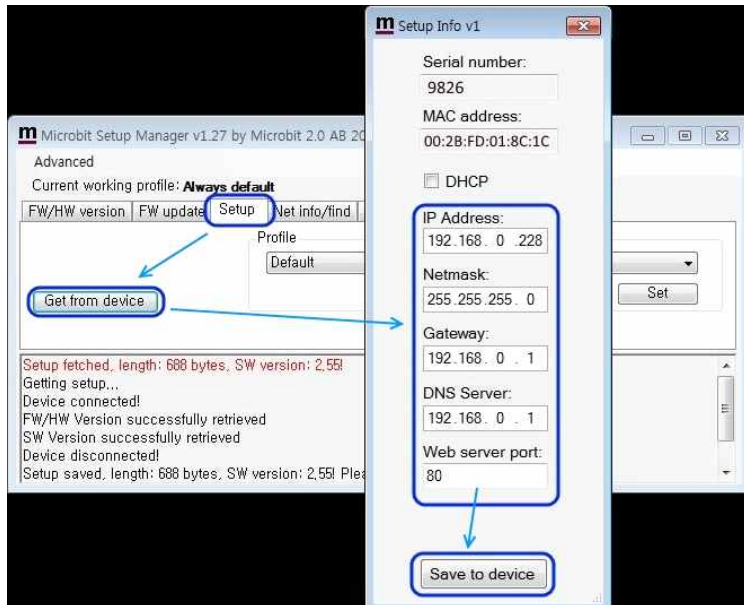 m Setup Info v1
Serial number:
9826
MAC address:
00:2B:FD:01:8C:1C
DHCP
IP Address:
192.168. 0 .228
Netmask:
255.255.255. 0
Gateway:
192.168. 0 . 1
DNS Server:
192.168. 0 . 1
Web server port:
80
Save to device
m Microbit Setup Manager v1.27 by Microbit 2.0 AB 20
Advanced
Current working profile: Always default
FW/HW version FW update Setup Net info/find
Profile
Default
Get from device
Set
Setup fetched, length: 688 bytes, SW version: 2,55!
Getting setup...
Device connected!
FW/HW Version successfully retrieved
SW Version successfully retrieved
Device disconnected!
Setup saved, length: 688 bytes, SW version: 2,55! Plea